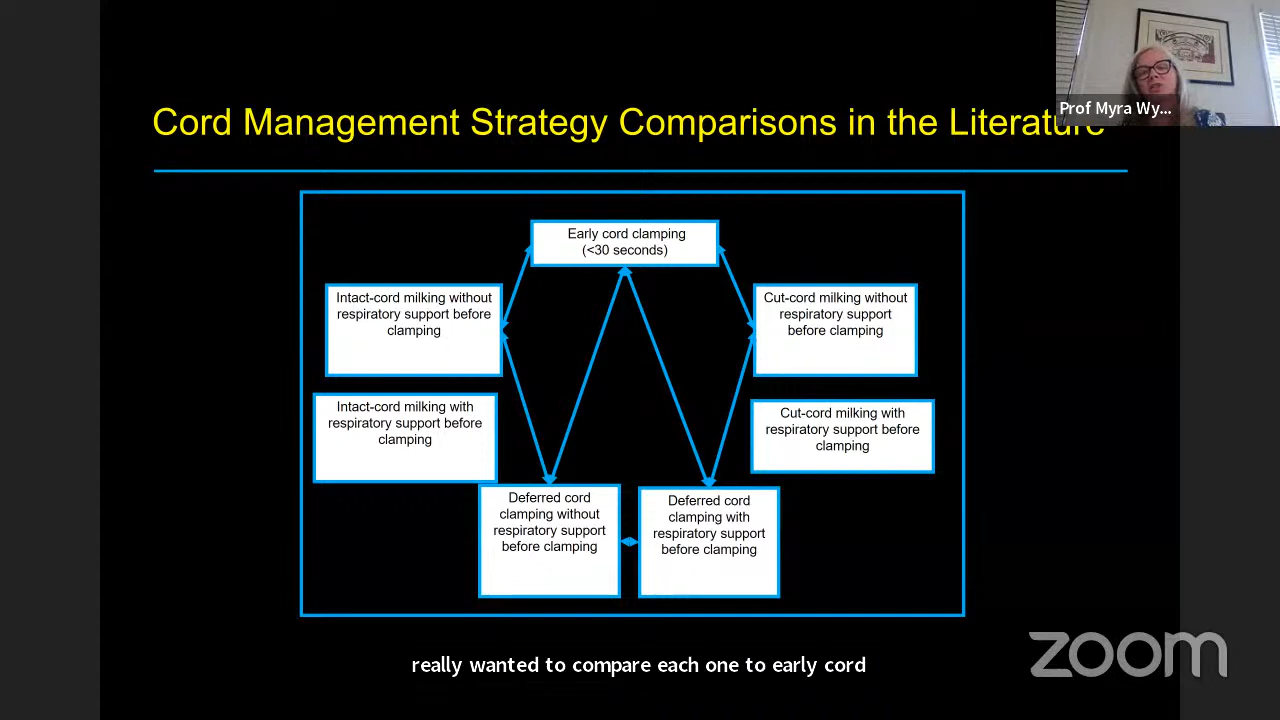 Prof Myra Wy...
Cord Management Strategy Comparisons in the Literature
Early cord clamping
(<30 seconds)
Intact-cord milking without
respiratory support before
clamping
Cut-cord milking without
respiratory support
before clamping
Intact-cord milking with
respiratory support before
clamping
Cut-cord milking with
respiratory support before
clamping
Deferred cord
clamping without
respiratory support
before clamping
Deferred cord
clamping with
respiratory support
before clamping
zoom
really wanted to compare each one to early cord